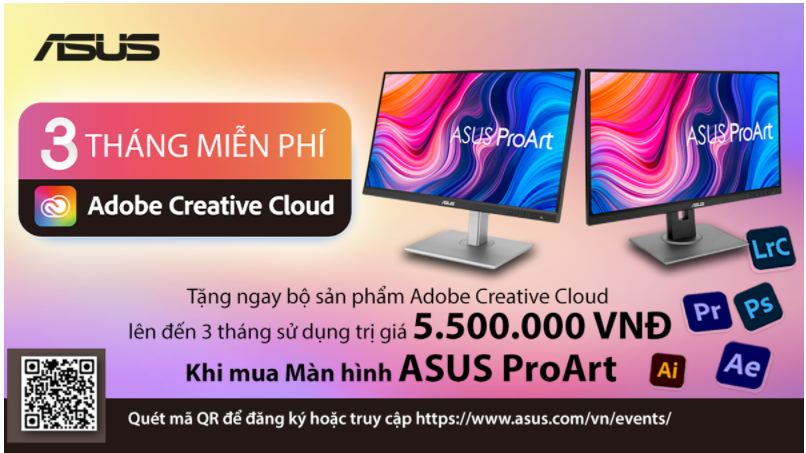 ASUS
3 THÁNG MIỄN PHÍ
Adobe Creative Cloud
ASUS ProArt
ASUS ProArt
ASUS
ASUS
LrC
Tặng ngay bộ sản phẩm Adobe Creative Cloud
lên đến 3 tháng sử dụng trị giá 5.500.000 VNĐ
Pr
Ps
Khi mua Màn hình ASUS ProArt
Ai
Ae
Quét mã QR để đăng ký hoặc truy cập https://www.asus.com/vn/events/